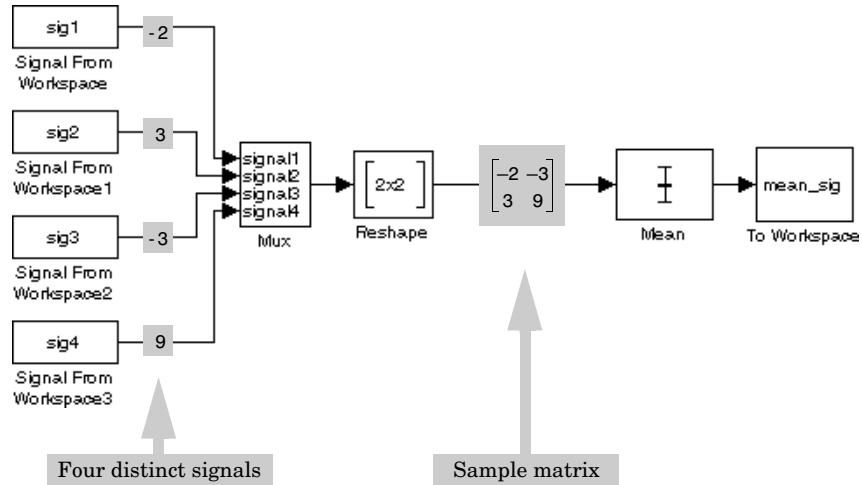 sig1
-2
Signal From
Workspace
sig2
3
Signal From
Workspace1
sig3
-3
Signal From
Workspace2
sig4
9
Signal From
Workspace3
signal1
signal2
signal3
signal4
Mux
2x2
Reshape
-2 -3
3 9
Mean
mean_sig
To Workspace
Four distinct signals
Sample matrix